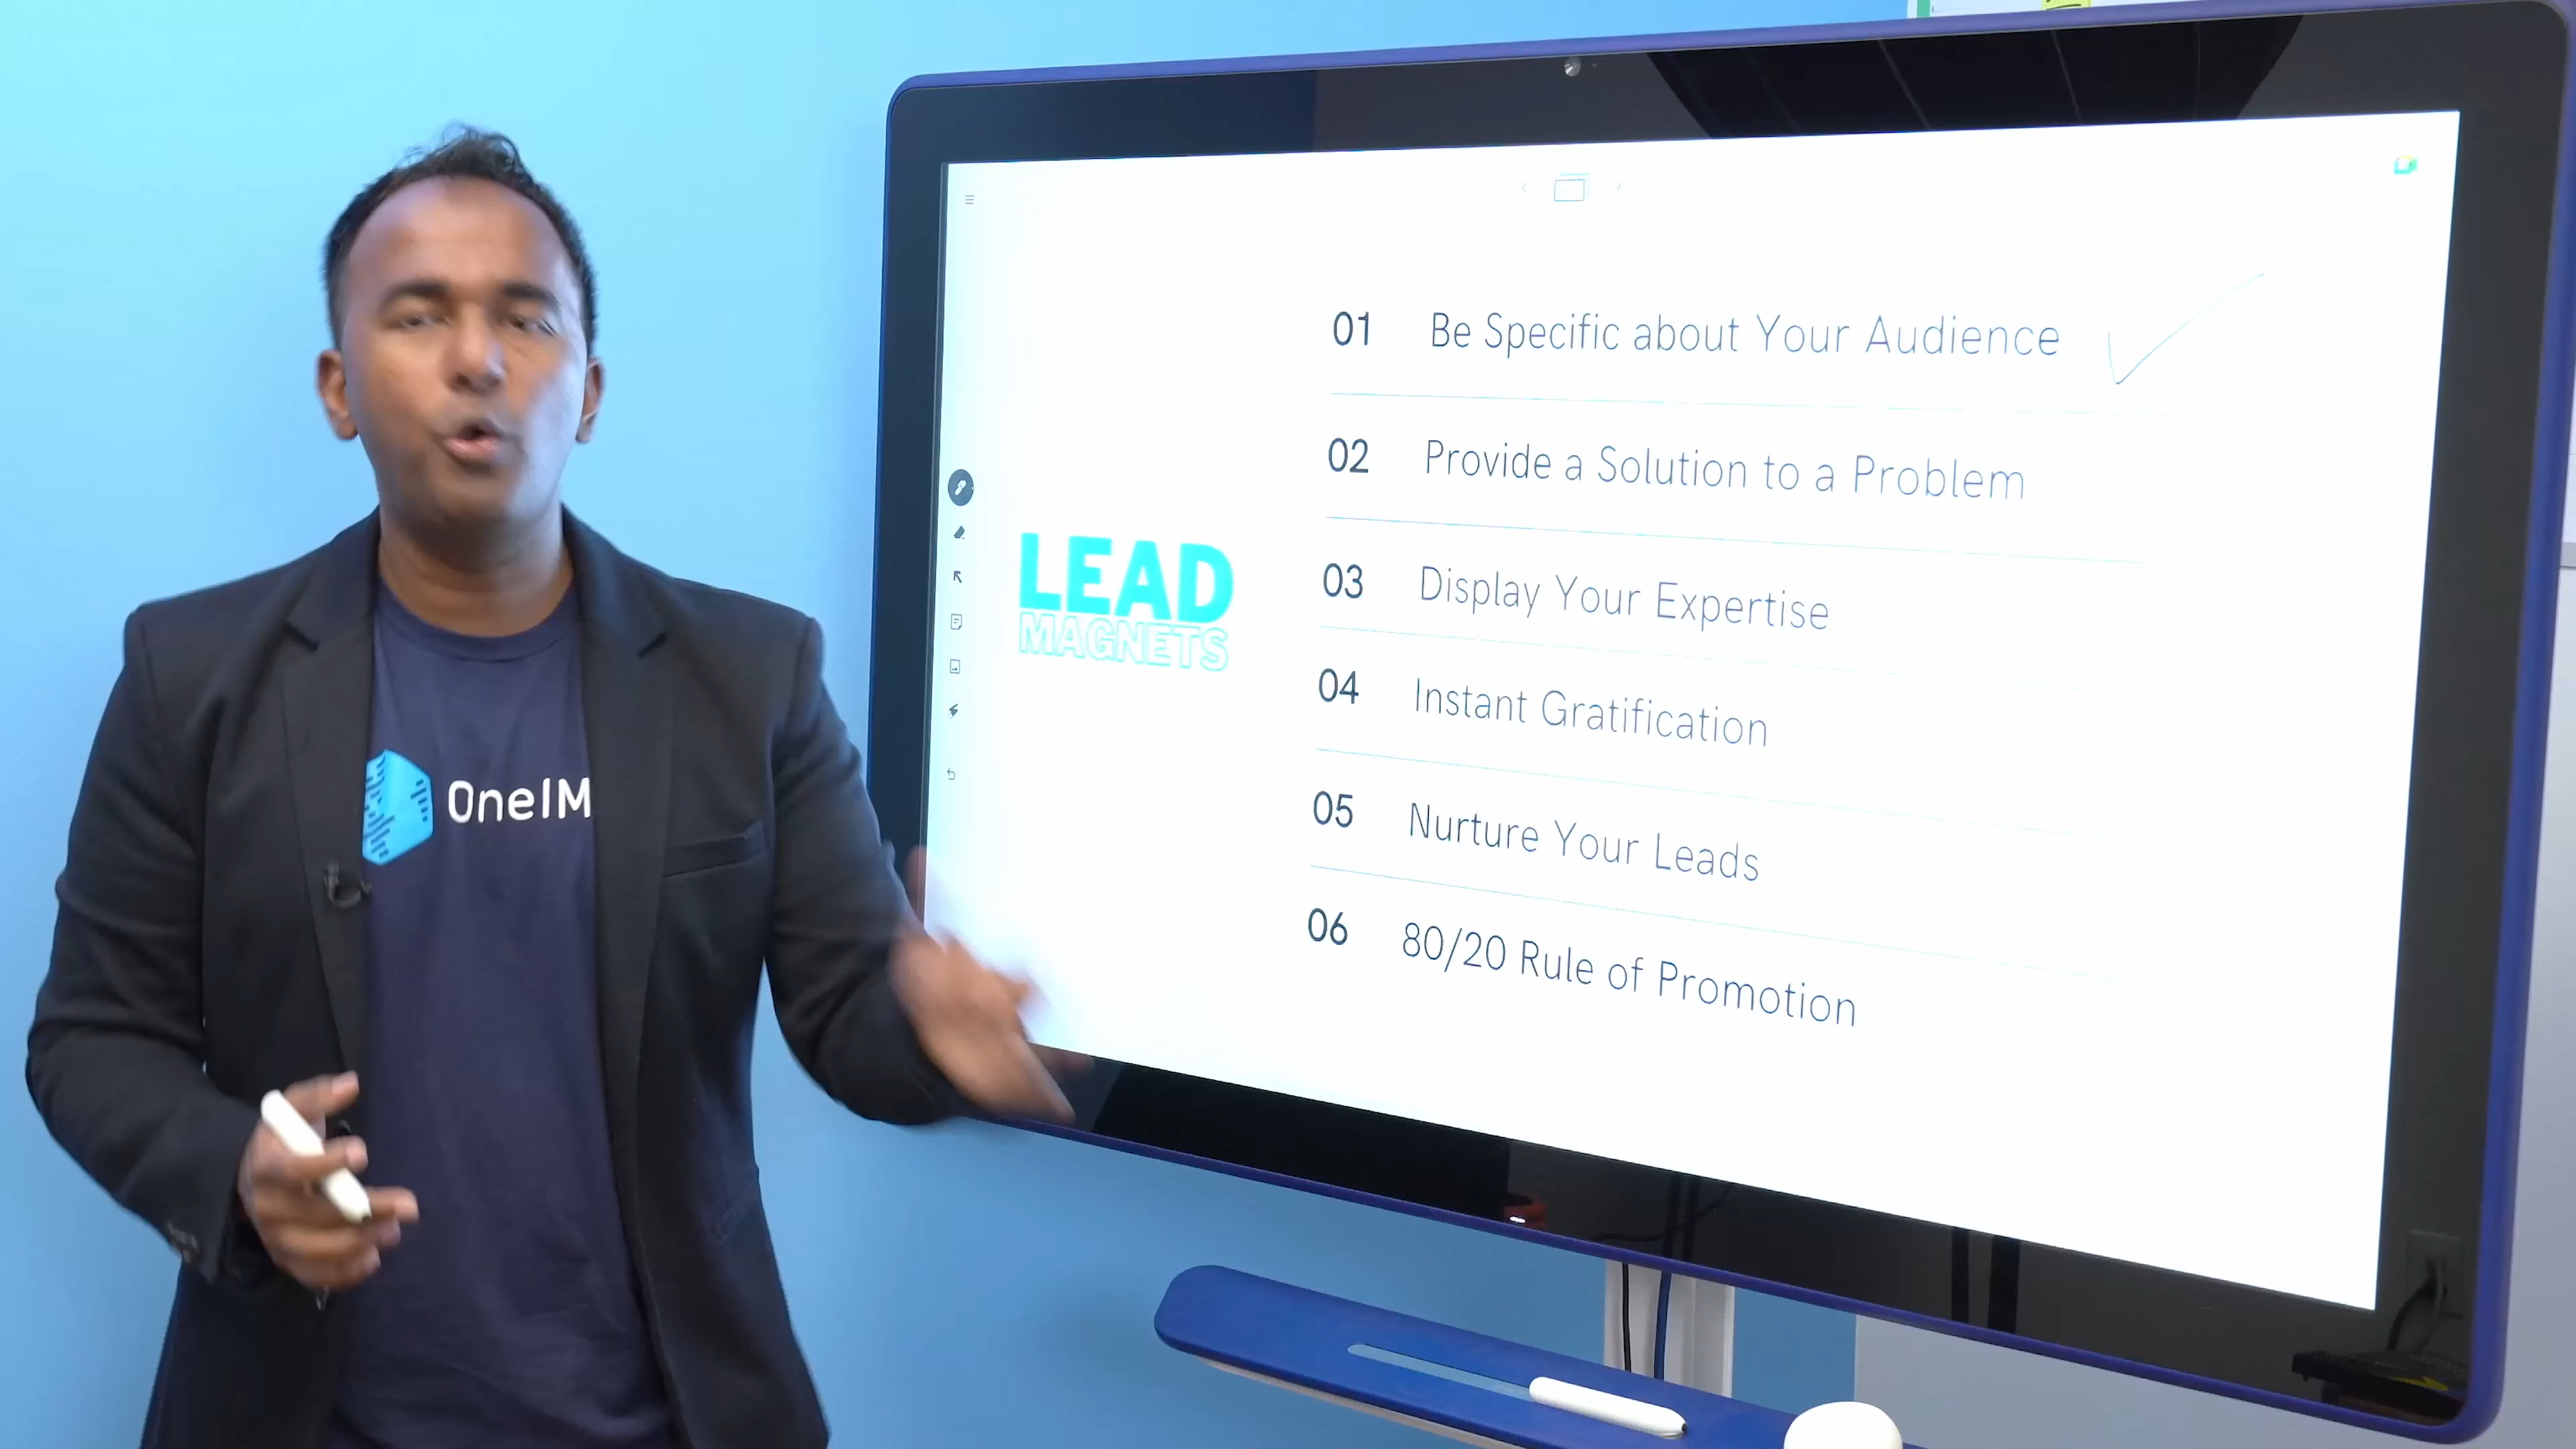 OneIM
LEAD
MAGNETS
01 Be Specific about Your Audience
02 Provide a Solution to a Problem
03 Display Your Expertise
04 Instant Gratification
05 Nurture Your Leads
06 80/20 Rule of Promotion